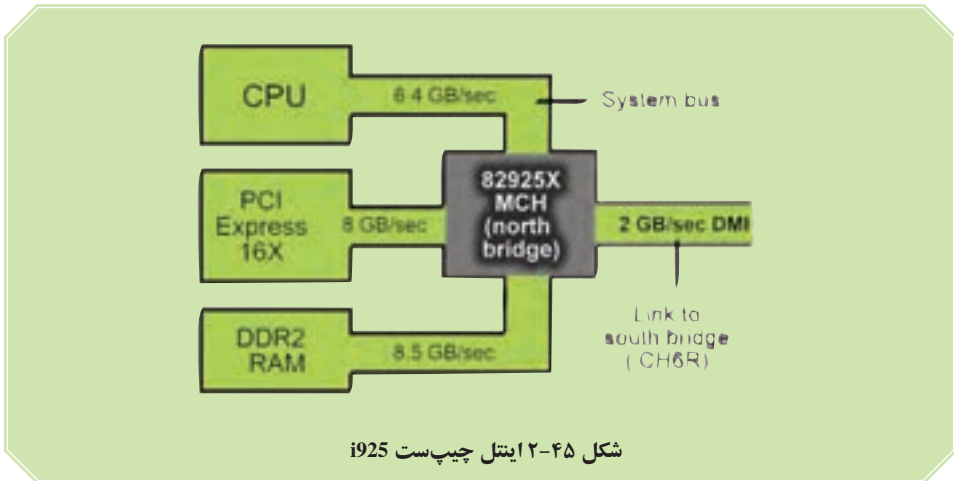 CPU
6 4 GB/sec
System bus
PCI
Express
16X
8 GB/sec
82925X
MCH
(north
bridge)
2 GB/sec DMI
DDR2
RAM
8.5 GB/sec
Link to
south bridge
( CH6R)
شکل ۴۵-۲ اینتل چیپ‌ست i925